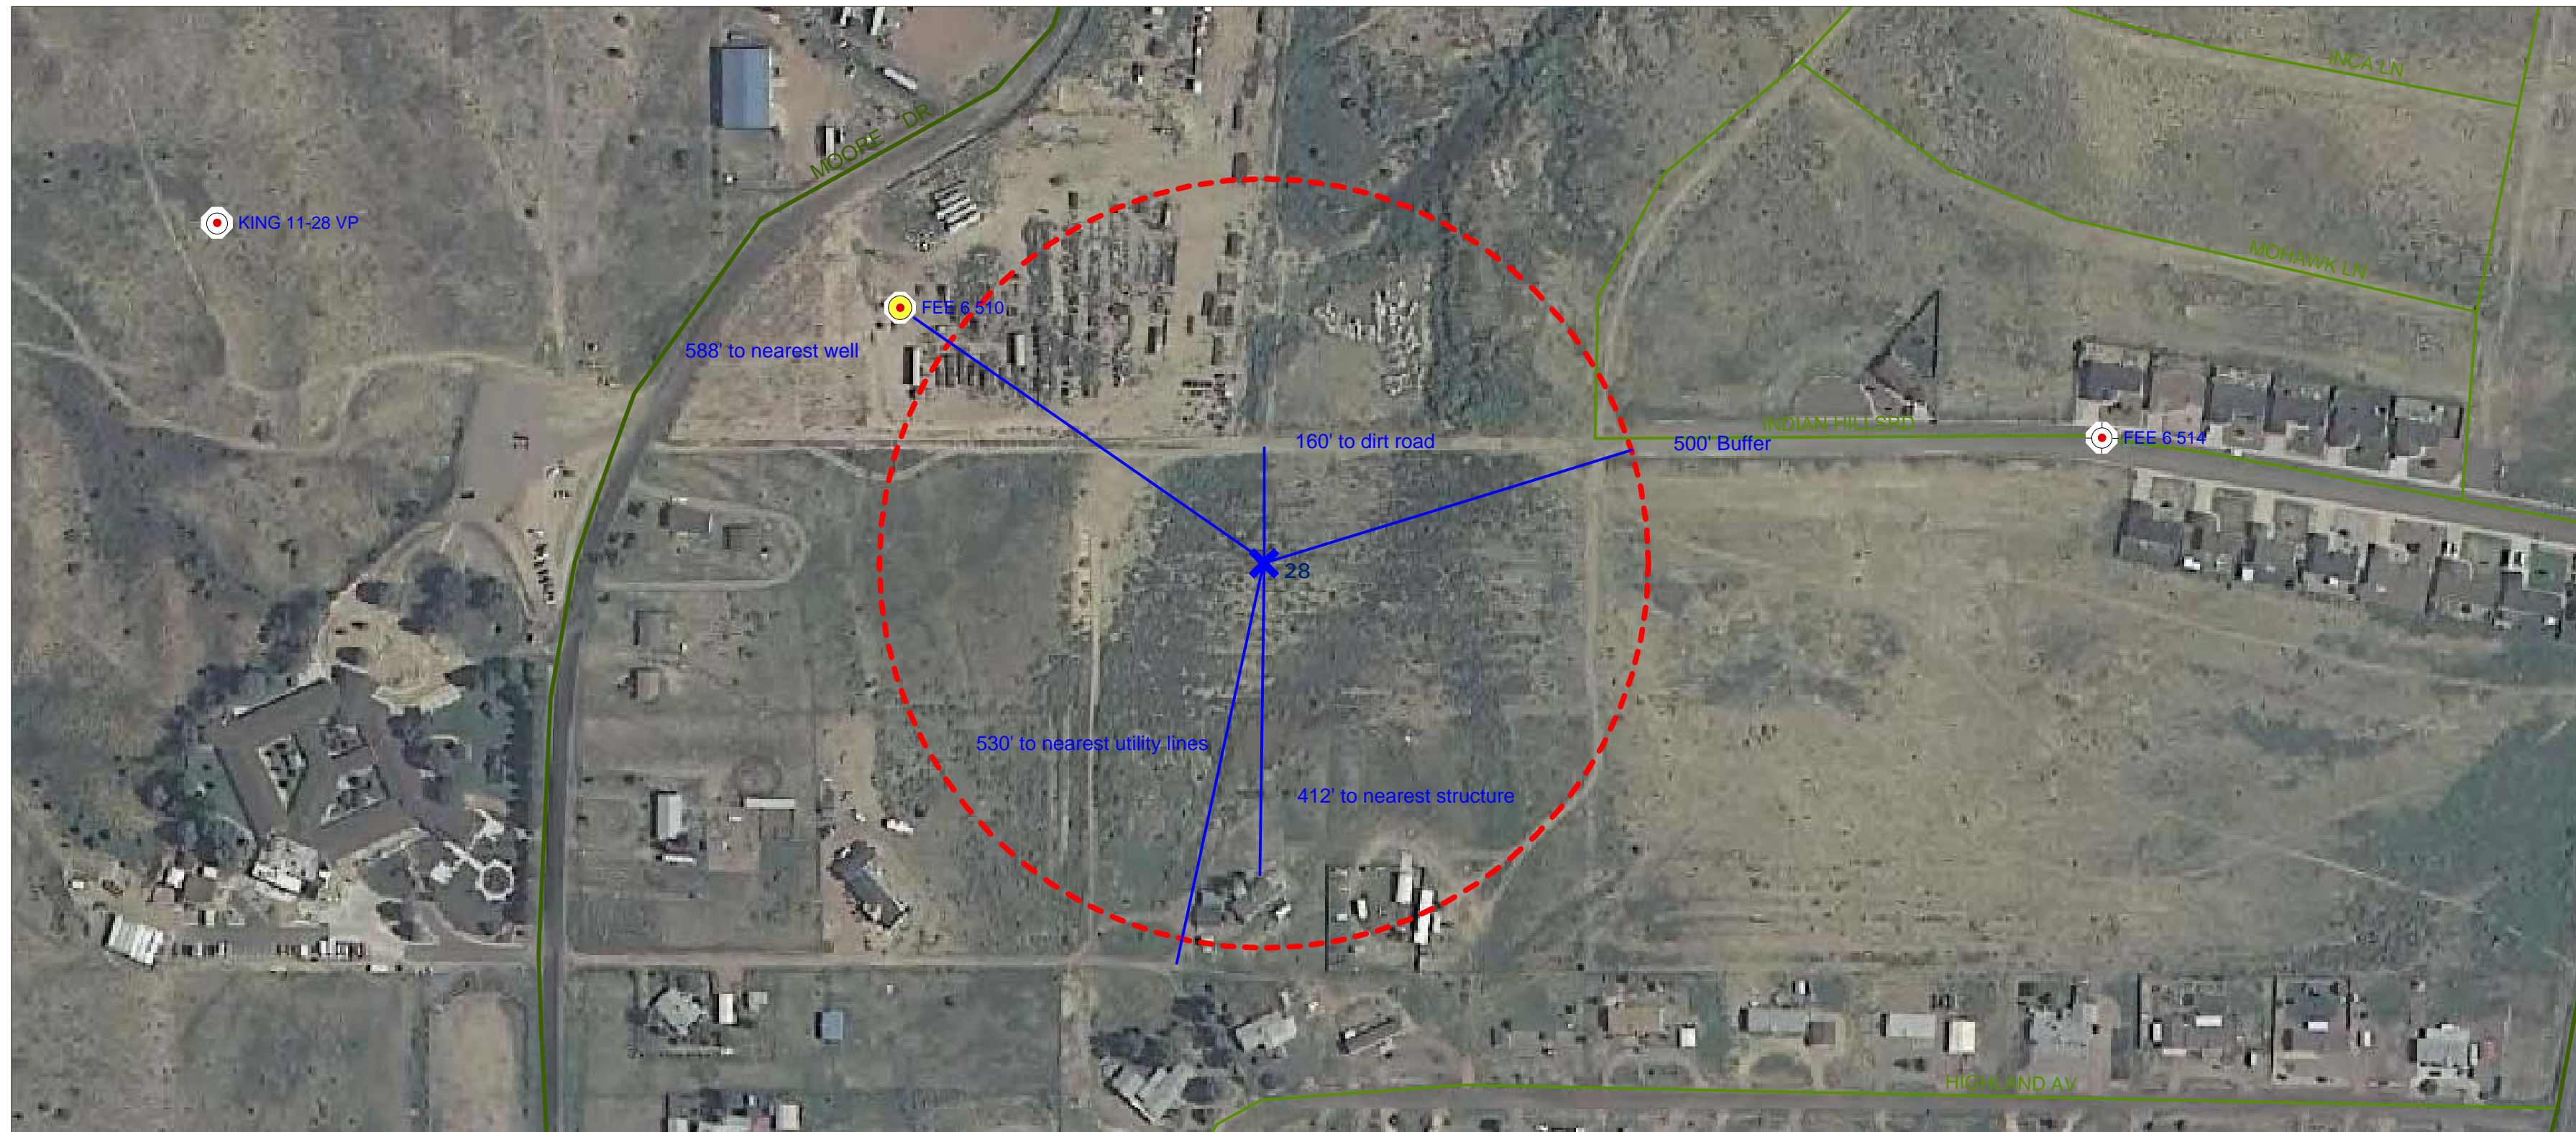 INCA LN
MOORE DR
KING 11-28 VP
MOHAWK LN
FEE 6 510
588' to nearest well
INDIAN HILLSRD
160' to dirt road
500' Buffer
FEE 6 514
28
530' to nearest utility lines
412' to nearest structure
HIGHLAND AV